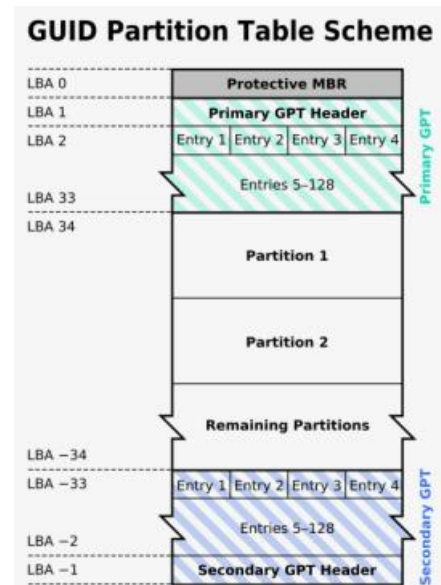 GUID Partition Table Scheme
LBA 0
Protective MBR
LBA 1
Primary GPT Header
LBA 2
Entry 1 Entry 2 Entry 3 Entry 4
Entries 5–128
LBA 33
Primary GPT
LBA 34
Partition 1
Partition 2
Remaining Partitions
LBA −34
LBA −33
Entry 1 Entry 2 Entry 3 Entry 4
Entries 5–128
LBA −2
LBA −1
Secondary GPT Header
Secondary GPT